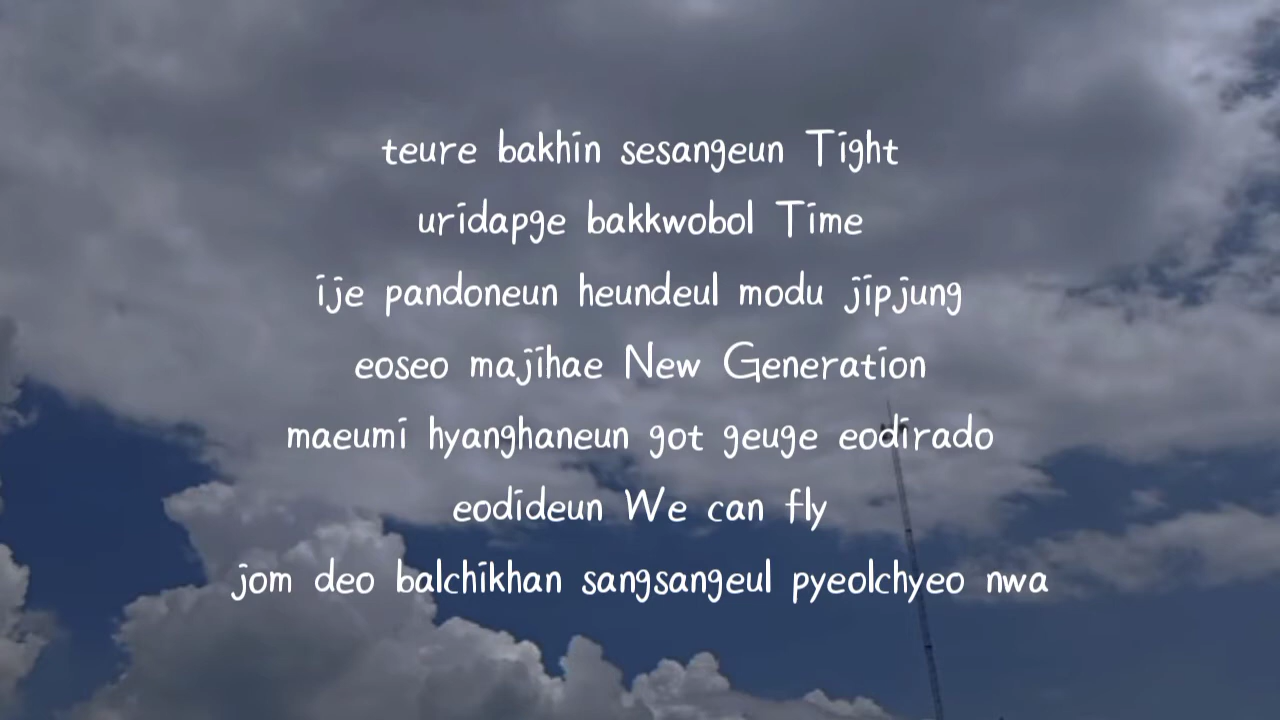 teure bakhin sesangeun Tight
uridapge bakkwobol Time
ije pandoneun heundeul modu jipjung
eoseo majihae New Generation
maeumi hyanghaneun got geuge eodirado
eodideun We can fly
jom deo balchikhan sangsangeul pyeolchyeo nwa